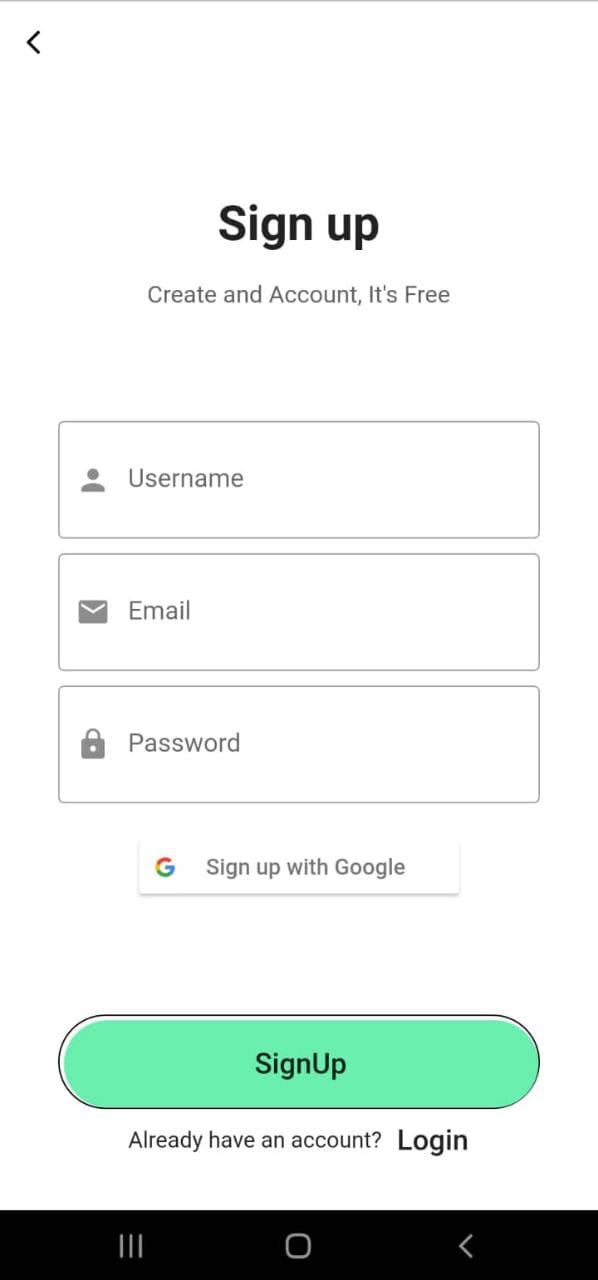 Sign up
Create and Account, It's Free
Username
Email
Password
Sign up with Google
SignUp
Already have an account? Login